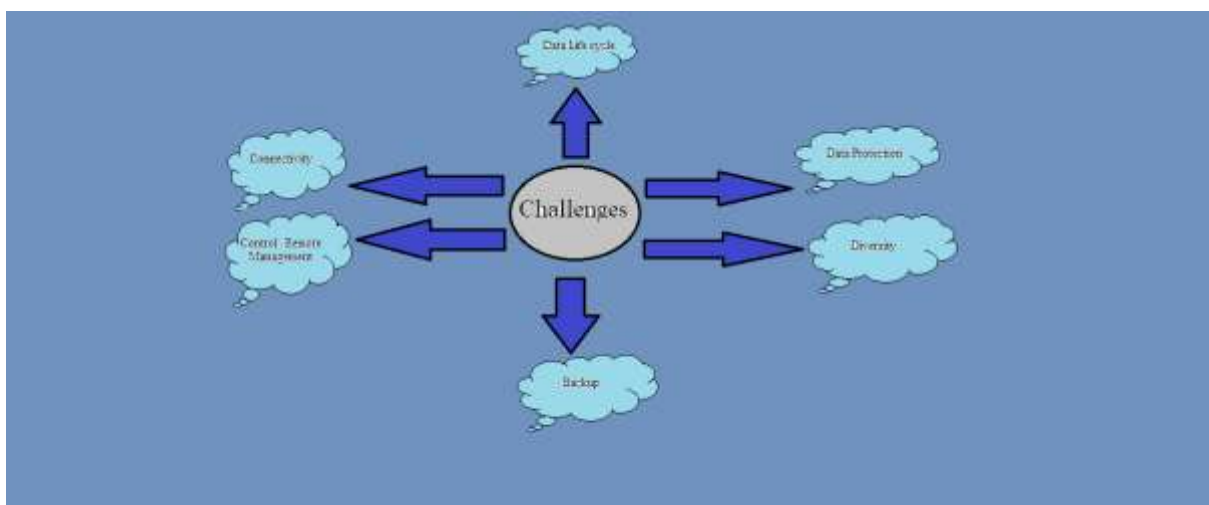 Data Life cycle
Connectivity
Data Protection
Challenges
Control - Remote
Management
Diversity
Backup